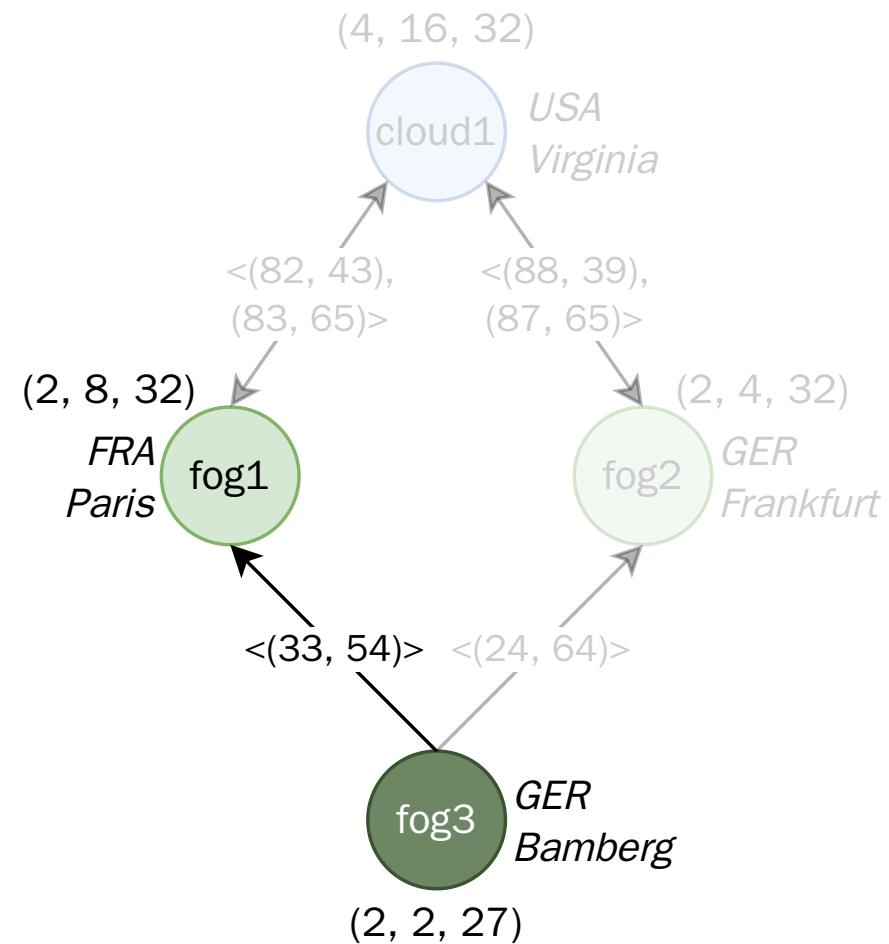 (4, 16, 32)
cloud1
USA
Virginia
<(82, 43),
(83, 65)>
<(88, 39),
(87, 65)>
(2, 8, 32)
FRA
Paris
fog1
(2, 4, 32)
fog2
GER
Frankfurt
<(33, 54)>
<(24, 64)>
fog3
GER
Bamberg
(2, 2, 27)